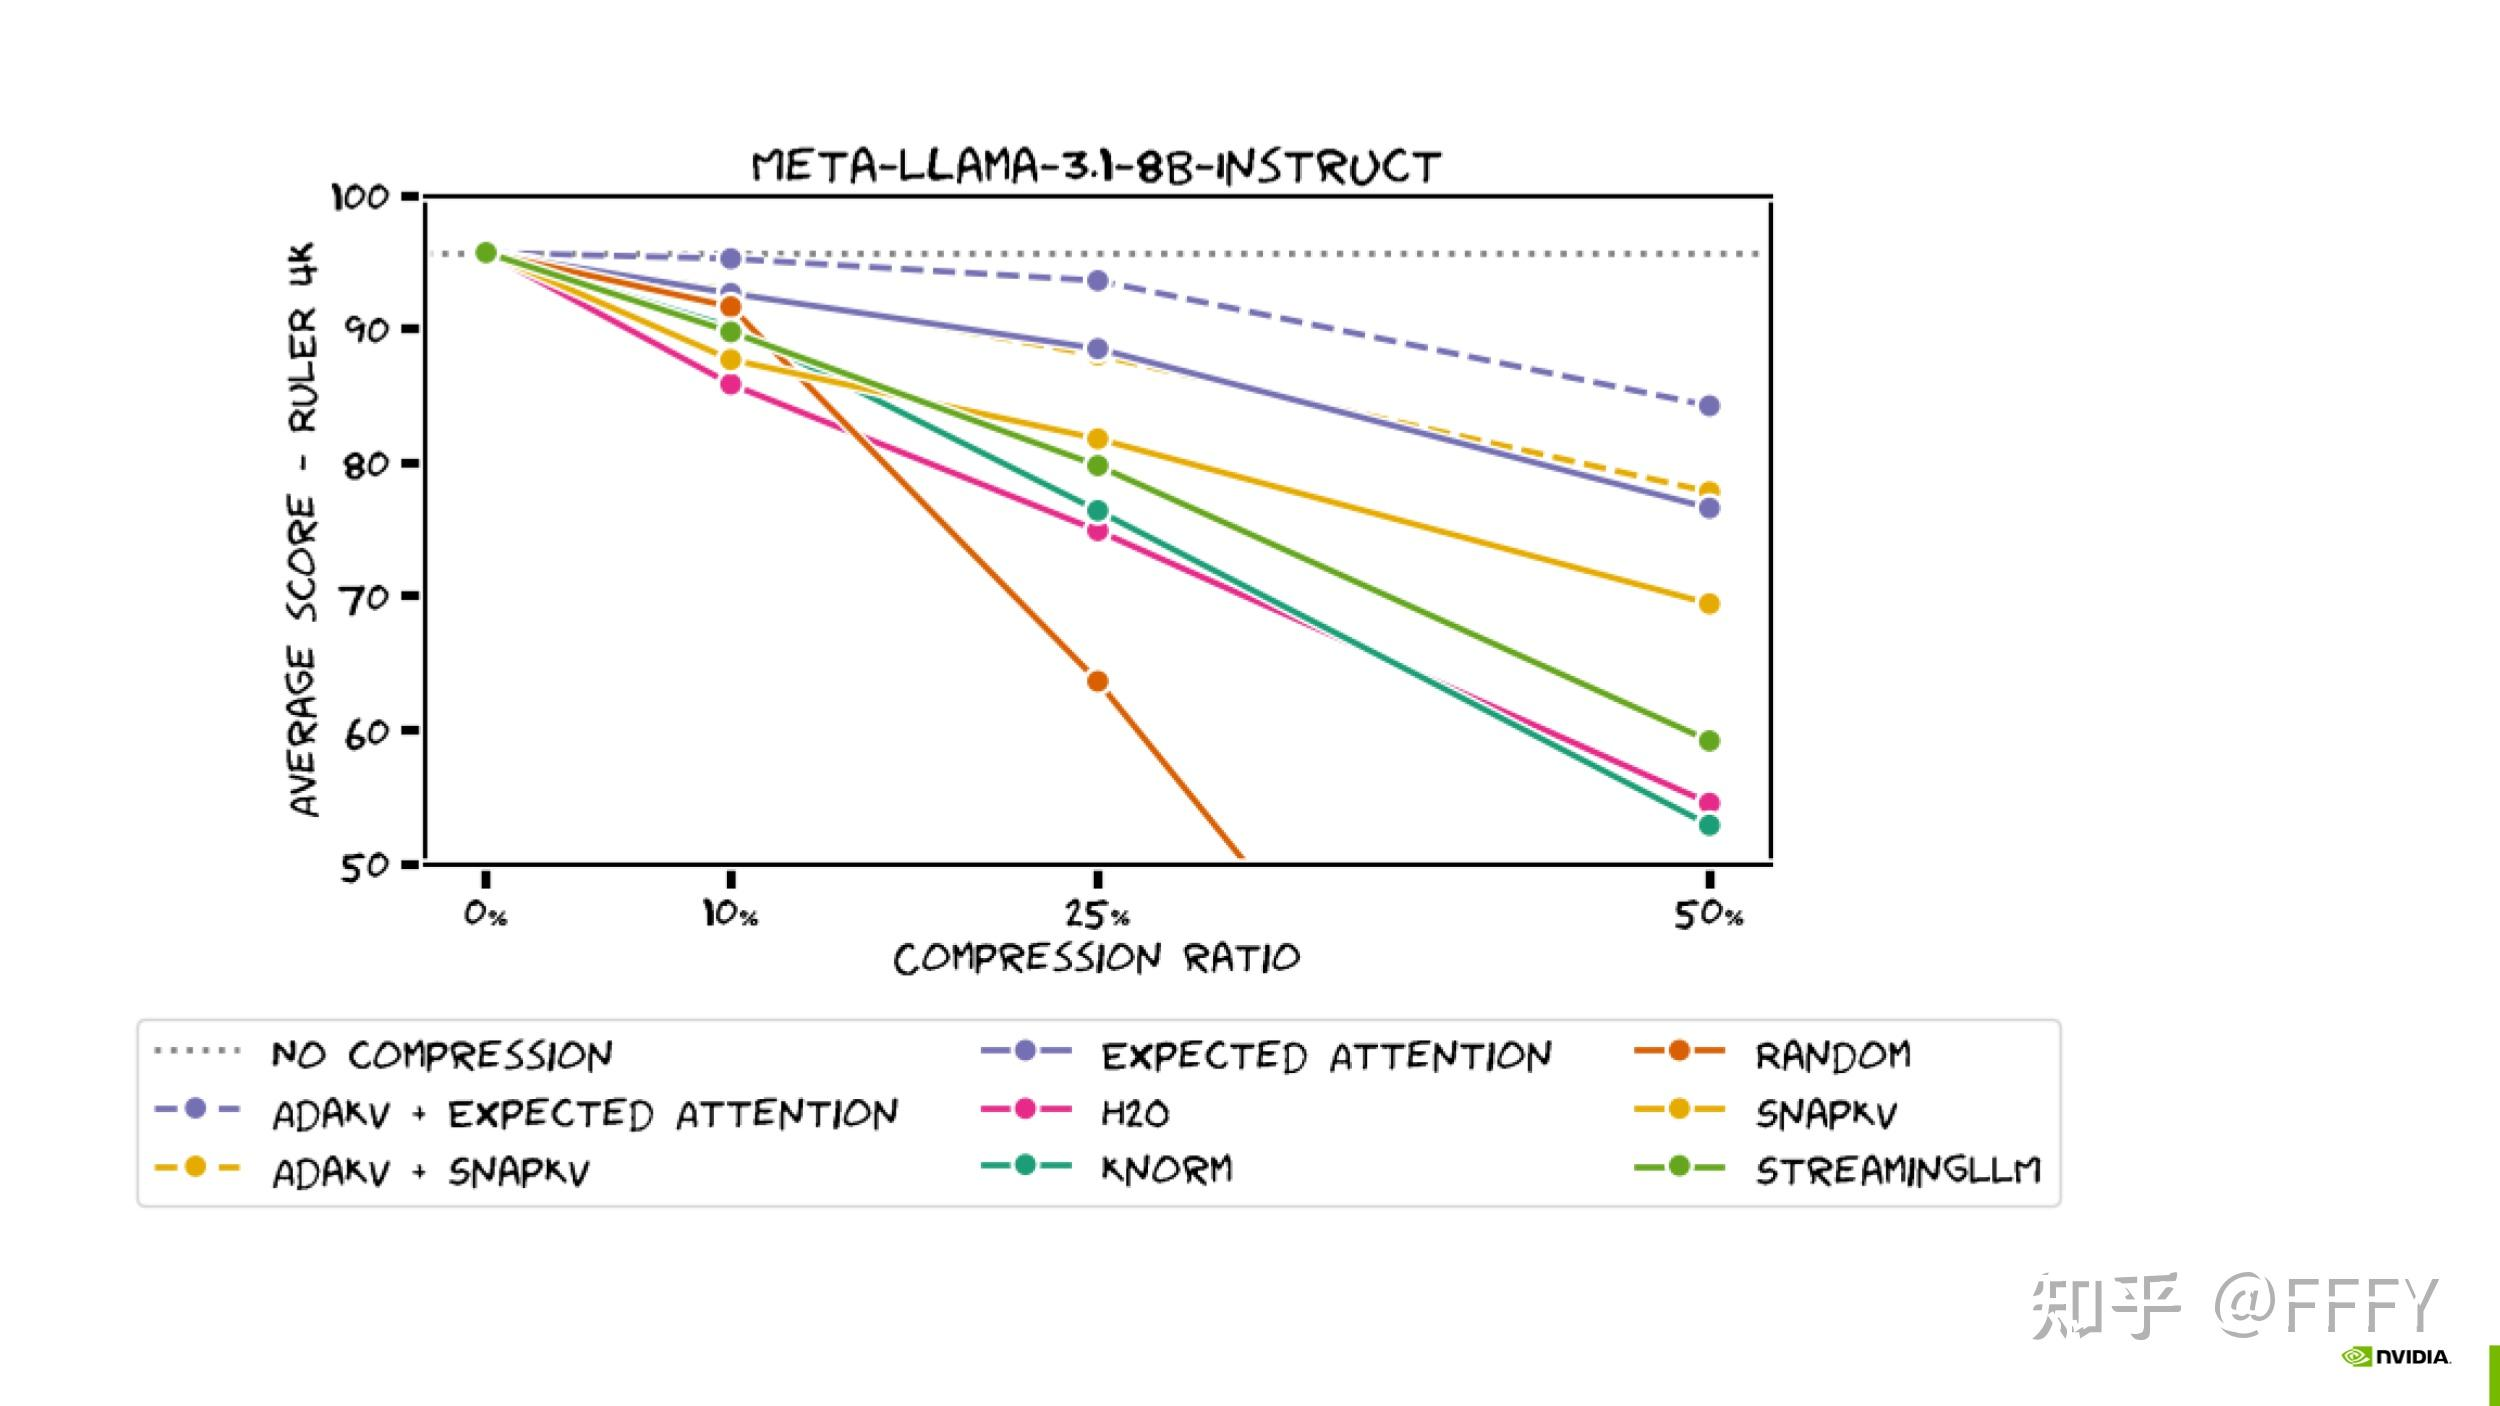 META-LLAMA-3.1-8B-INSTRUCT
AVERAGE SCORE - RULER 4K
100
90
80
70
60
50
0%
10%
25%
50%
COMPRESSION RATIO
NO COMPRESSION
ADAKV + EXPECTED ATTENTION
ADAKV + SNAPKV
EXPECTED ATTENTION
H2O
KNORM
RANDOM
SNAPKV
STREAMINGLLM
知乎 @FFFY
NVIDIA.